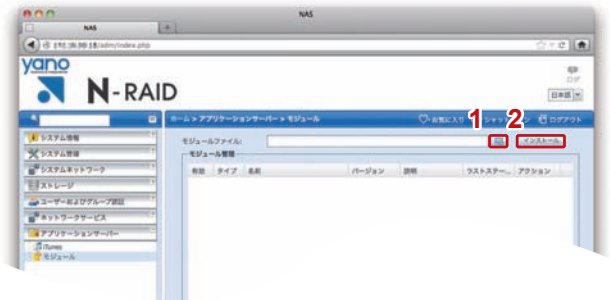 NAS
NAS
yano
N-RAID
日本語
ホーム > アプリケーションサーバー > モジュール
お気に入り
シャットダウン
ログアウト
1
2
システム情報
システム管理
システムネットワーク
ストレージ
ユーザーおよびグループ認証
ネットワークサービス
アプリケーションサーバー
iTunes
モジュール
モジュールファイル:
インストール
モジュール管理
有効 タイプ 名前 バージョン 説明 ラストステー... アクション